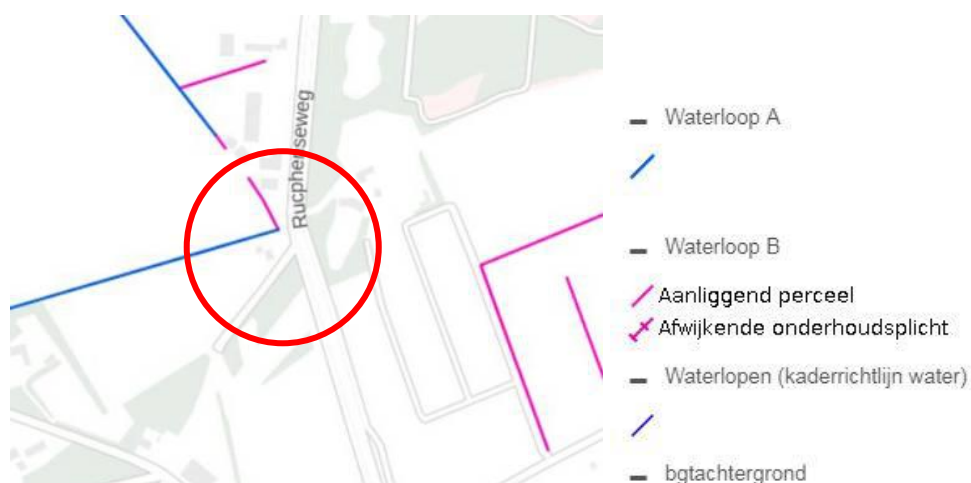 Rucphenseweg
Waterloop A
Waterloop B
Aanliggend perceel
Afwijkende onderhoudsplicht
Waterlopen (kaderrichtlijn water)
bgtachtergrond